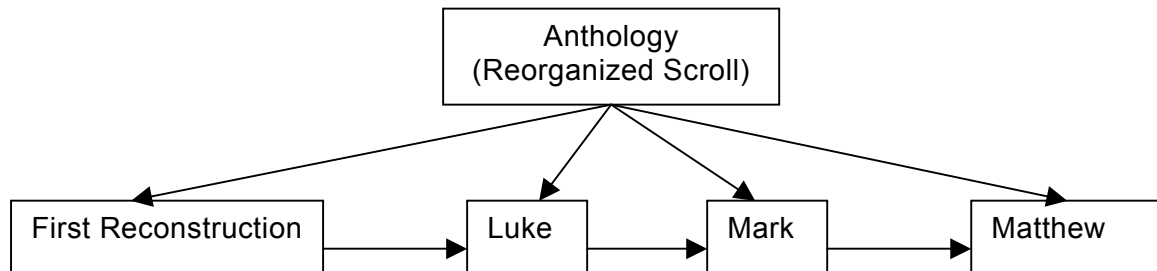 Anthology
(Reorganized Scroll)
First Reconstruction
Luke
Mark
Matthew